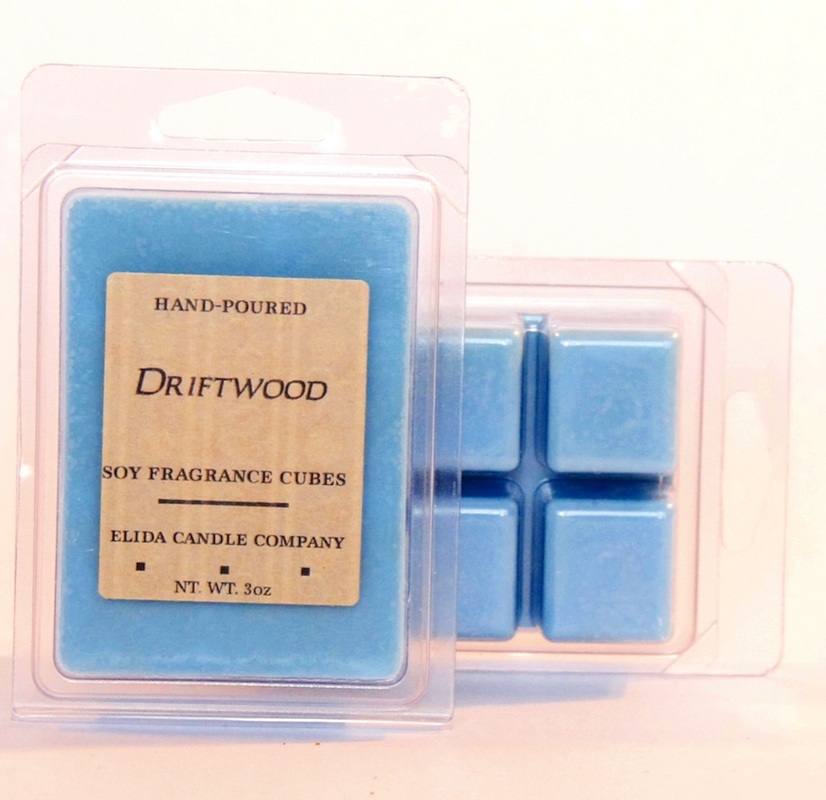 HAND-POURED
DRIFTWOOD
SOY FRAGRANCE CUBES
ELIDA CANDLE COMPANY
NT. WT. 3oz